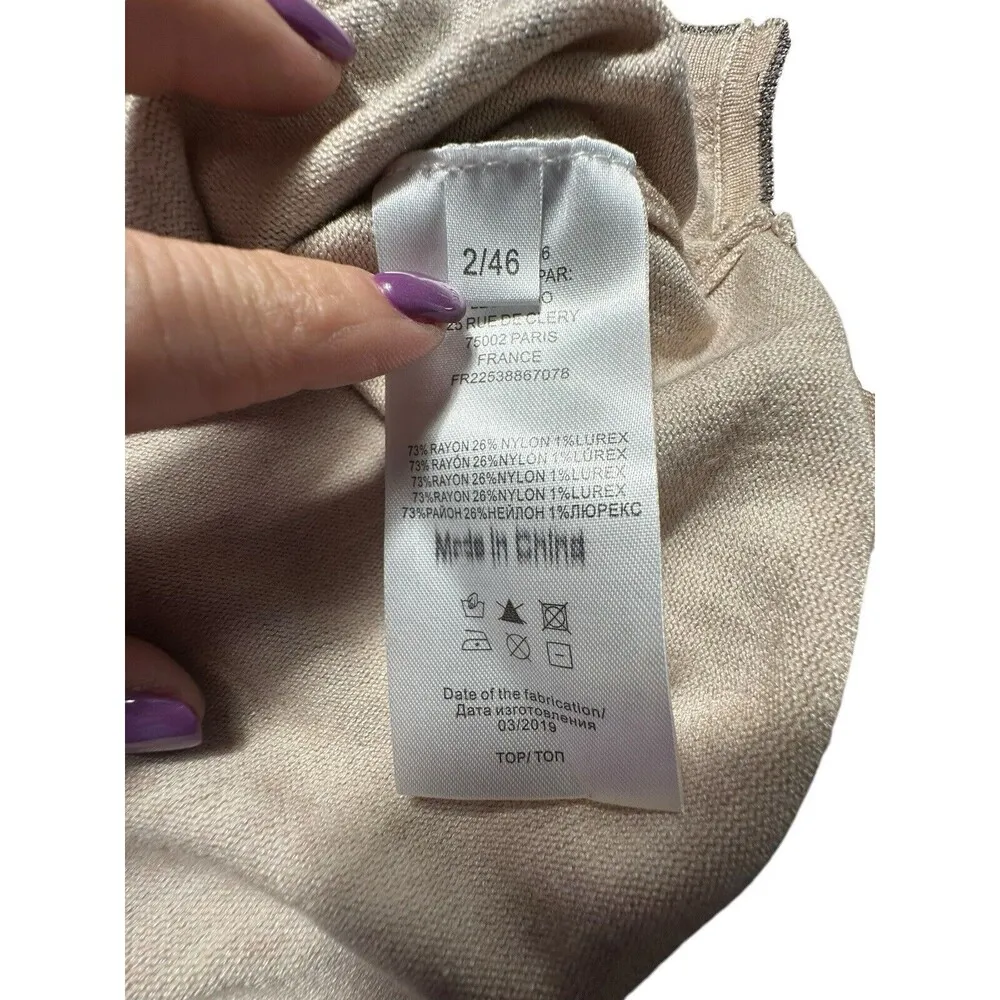 2/46
6
PAR:
O
25 RUE DE CLERY
75002 PARIS
FRANCE
FR22538867078
73% RAYON 26% NYLON 1%LUREX
73% RAYÓN 26%NYLON 1%LÚREX
73%RAYON 26%NYLON 1%LUREX
73%RAYON 26%NYLON 1%LUREX
73%РАЙОН 26%НЕЙЛОН 1%ЛЮРЕКС
Made In China
Date of the fabrication/
Дата изготовления
03/2019
TOP/ТОП